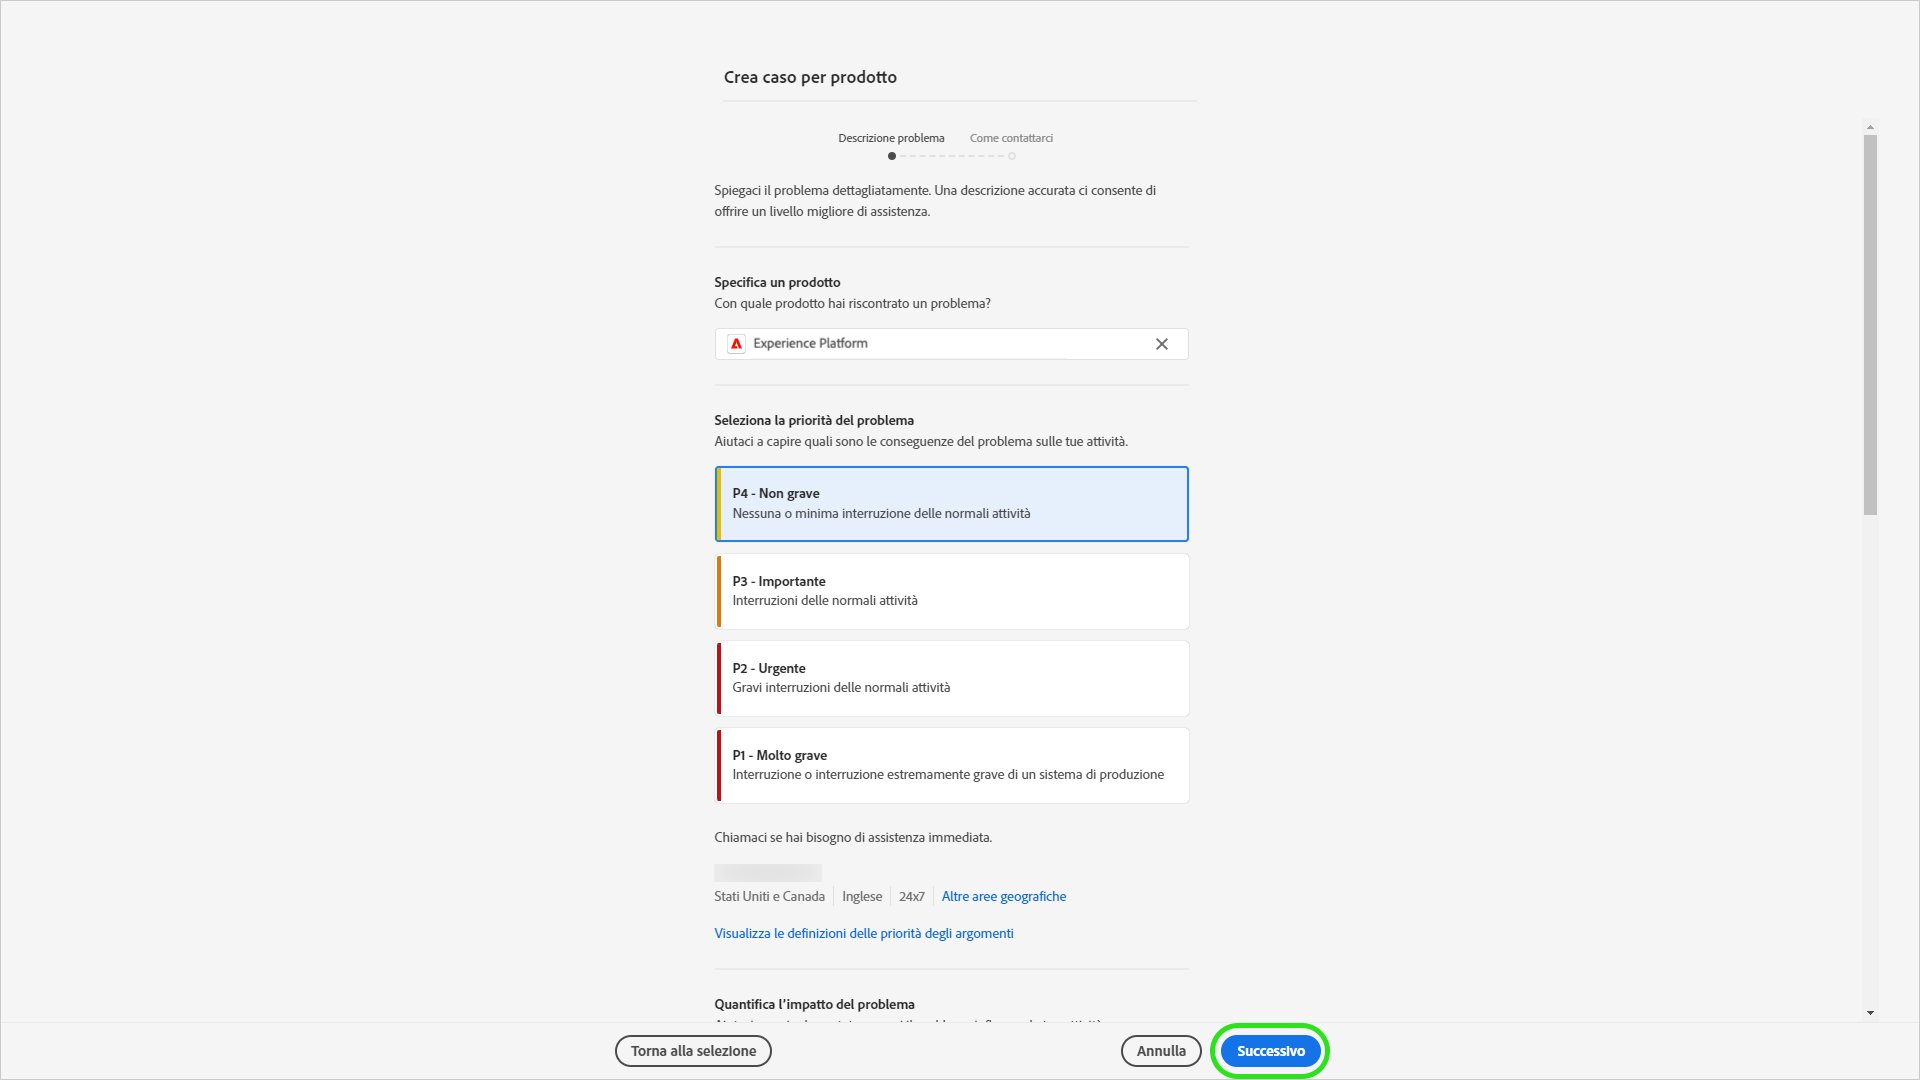 Crea caso per prodotto
Descrizione problema
Come contattarci
Spiegaci il problema dettagliatamente. Una descrizione accurata ci consente di
offrire un livello migliore di assistenza.
Specifica un prodotto
Con quale prodotto hai riscontrato un problema?
Experience Platform
Seleziona la priorità del problema
Aiutaci a capire quali sono le conseguenze del problema sulle tue attività.
P4 - Non grave
Nessuna o minima interruzione delle normali attività
P3 - Importante
Interruzioni delle normali attività
P2 - Urgente
Gravi interruzioni delle normali attività
P1 - Molto grave
Interruzione o interruzione estremamente grave di un sistema di produzione
Chiamaci se hai bisogno di assistenza immediata.
Stati Uniti e Canada
Inglese
24x7
Altre aree geografiche
Visualizza le definizioni delle priorità degli argomenti
Quantifica l'impatto del problema
Torna alla selezione
Annulla
Successivo